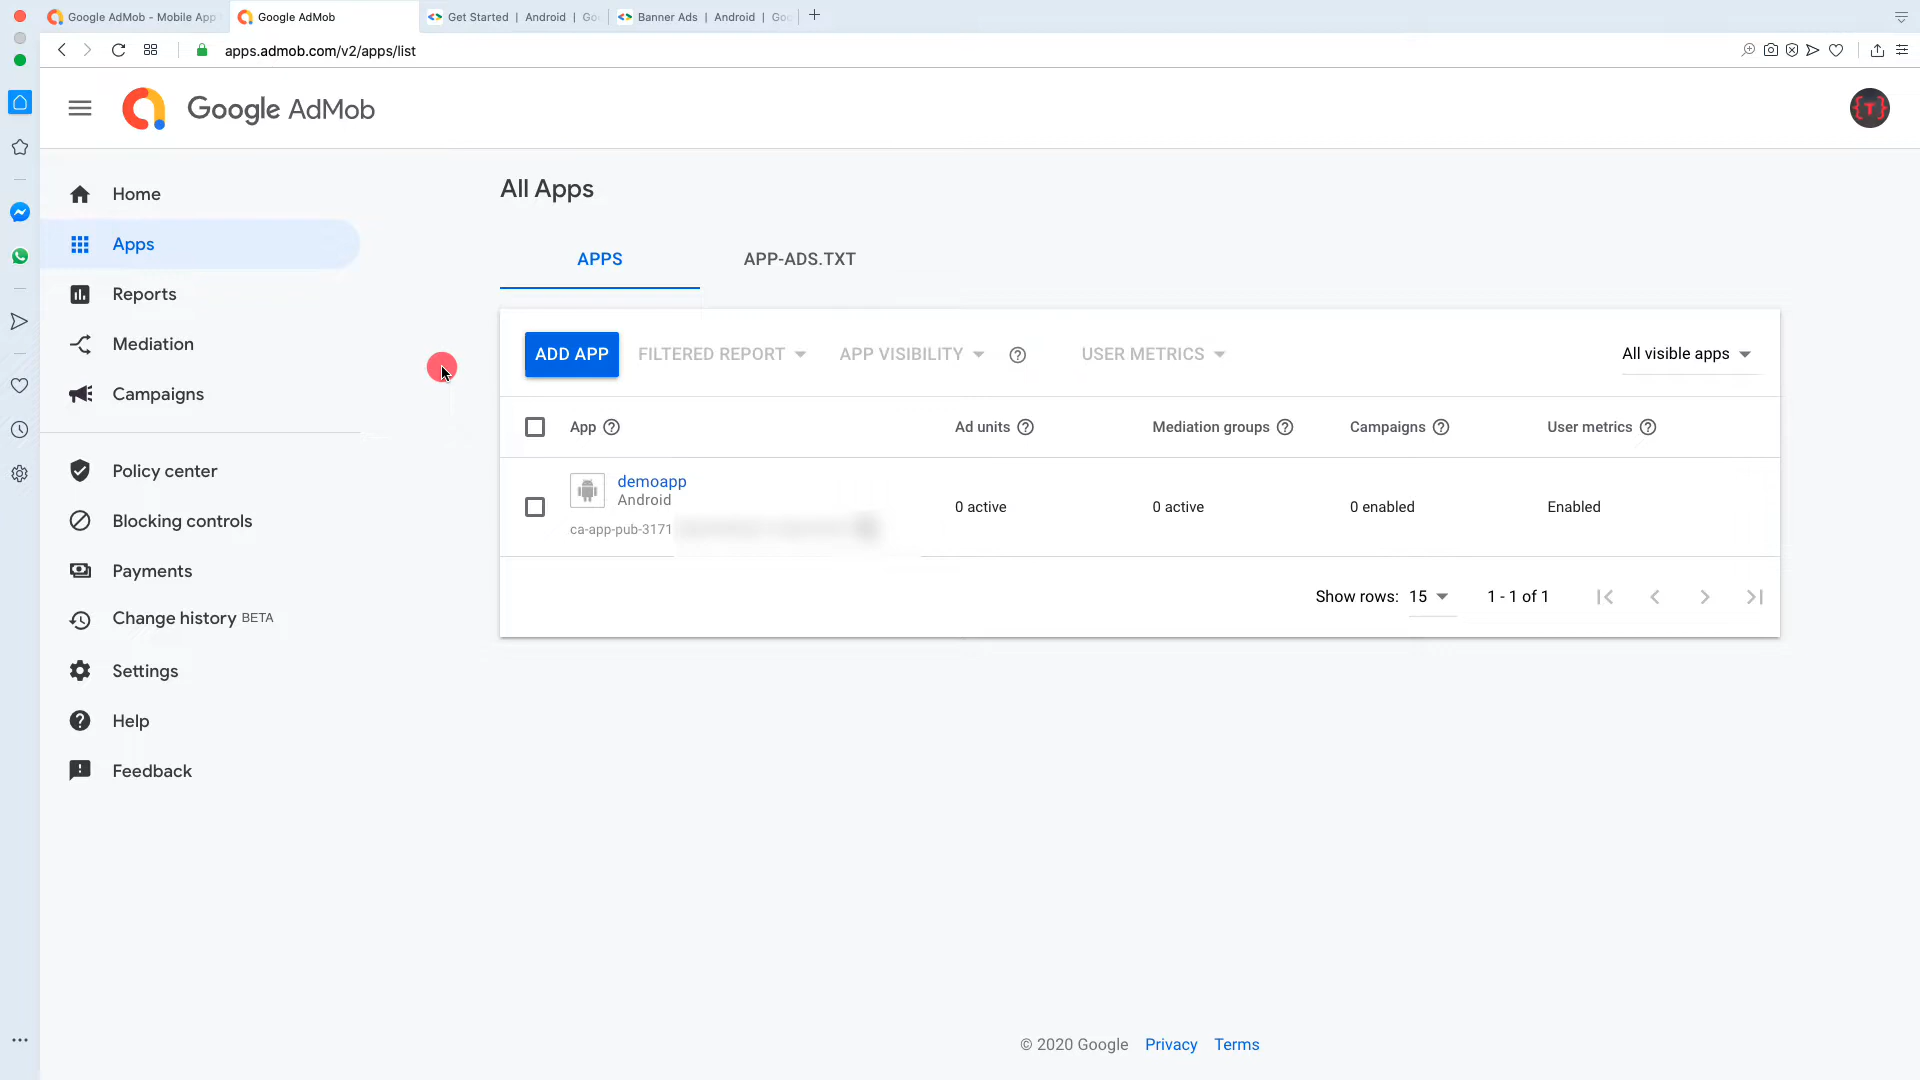 Google AdMob - Mobile App
Google AdMob
Get Started | Android | Go
Banner Ads | Android | Goo
apps.admob.com/v2/apps/list
Google AdMob
{T}
Home
Apps
Reports
Mediation
Campaigns
Policy center
Blocking controls
Payments
Change history BETA
Settings
Help
Feedback
All Apps
APPS
APP-ADS.TXT
ADD APP
FILTERED REPORT
APP VISIBILITY
USER METRICS
All visible apps
App
Ad units
Mediation groups
Campaigns
User metrics
demoapp
Android
ca-app-pub-3171
0 active
0 active
0 enabled
Enabled
Show rows: 15
1 - 1 of 1
© 2020 Google Privacy Terms